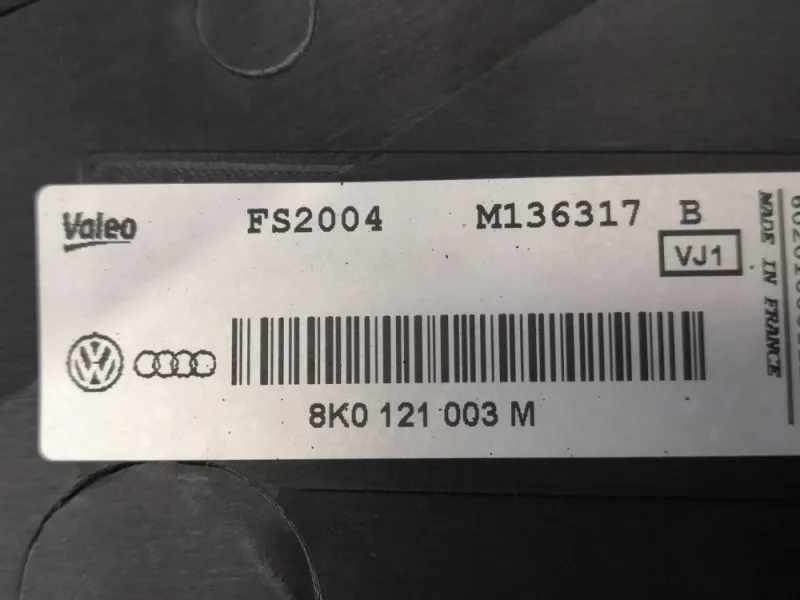 Valeo FS2004 M136317 B
VJ1
8K0 121 003 M
MADE IN FRANCE